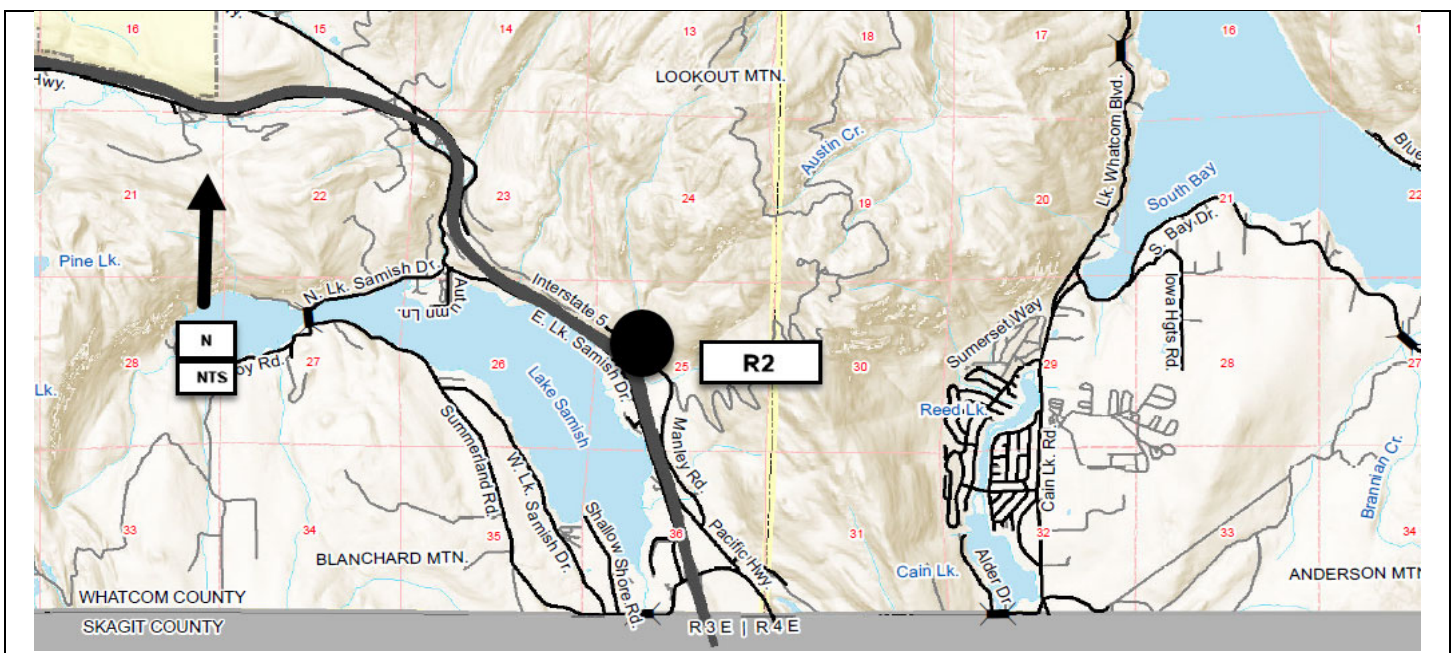 16
15
14
13
18
17
16
LOOKOUT MTN.
Hwy.
Lk. Whatcom Blvd.
Austin Cr.
Blue
South Bay
21
22
23
24
19
20
21
22
S. Bay Dr.
Pine Lk.
N. Lk. Samish Dr.
Autumn Ln.
Interstate 5
E. Lk. Samish Dr.
Iowa Hgts Rd.
Sumerset Way
N
NTS
oy Rd.
28
27
26
25
R2
30
29
28
27
Lk.
Lake Samish
Reed Lk.
Summerland Rd.
W. Lk. Samish Dr.
Manley Rd.
Cain Lk. Rd.
Brannian Cr.
33
34
35
36
31
32
33
34
Shallow Shore Rd.
Pacific Hwy
BLANCHARD MTN.
Cain Lk.
Alder Dr.
ANDERSON MTN
WHATCOM COUNTY
SKAGIT COUNTY
R 3 E | R 4 E